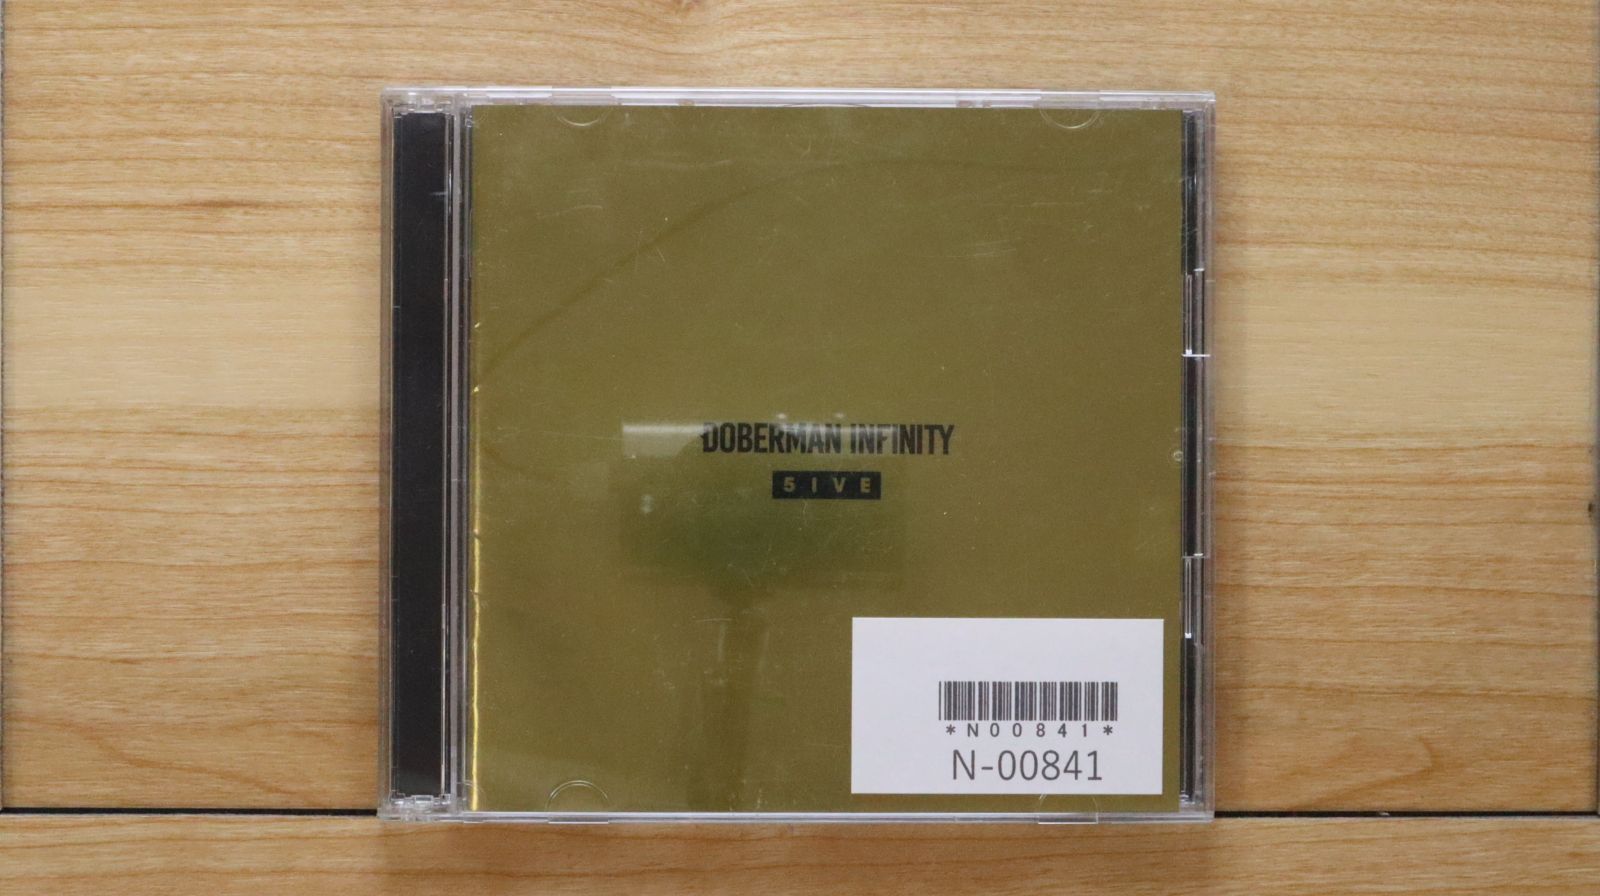 DOBERMAN INFINITY
5IVE
*N00841*
N-00841